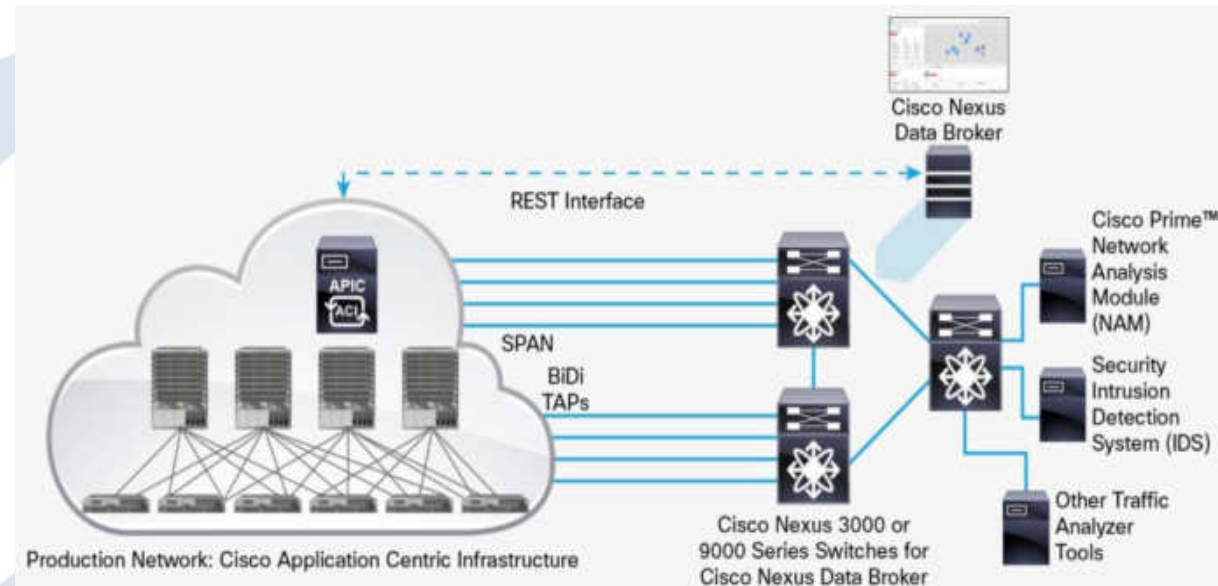 Cisco Nexus
Data Broker
REST Interface
APIC
ACI
SPAN
BiDi
TAPs
Cisco Prime™
Network
Analysis
Module
(NAM)
Security
Intrusion
Detection
System (IDS)
Other Traffic
Analyzer
Tools
Cisco Nexus 3000 or
9000 Series Switches for
Cisco Nexus Data Broker
Production Network: Cisco Application Centric Infrastructure